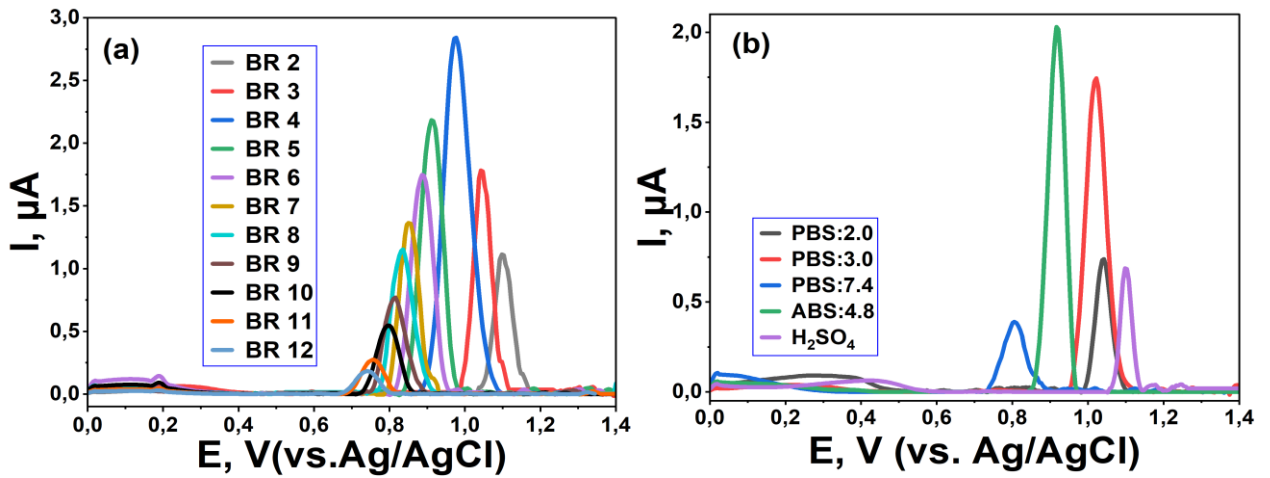 (a)
3,0
2,5
2,0
1,5
1,0
0,5
0,0
I, µA
BR 2
BR 3
BR 4
BR 5
BR 6
BR 7
BR 8
BR 9
BR 10
BR 11
BR 12
0,0 0,2 0,4 0,6 0,8 1,0 1,2 1,4
E, V(vs.Ag/AgCl)
(b)
2,0
1,5
1,0
0,5
0,0
I, µA
PBS:2.0
PBS:3.0
PBS:7.4
ABS:4.8
H₂SO₄
0,0 0,2 0,4 0,6 0,8 1,0 1,2 1,4
E, V (vs. Ag/AgCl)